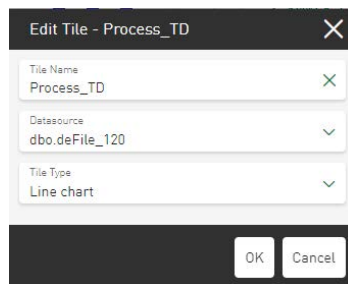 Edit Tile - Process_TD
Tile Name
Process_TD
Datasource
dbo.deFile_120
Tile Type
Line chart
OK
Cancel